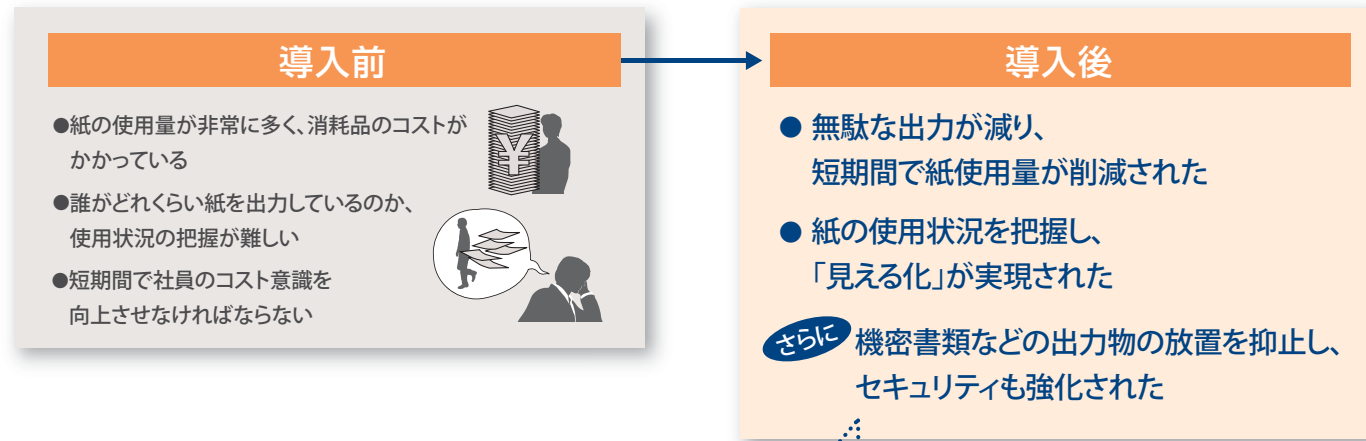 導入前
●紙の使用量が非常に多く、消耗品のコストが
かかっている
¥
●誰がどれくらい紙を出力しているのか、
使用状況の把握が難しい
●短期間で社員のコスト意識を
向上させなければならない
導入後
● 無駄な出力が減り、
短期間で紙使用量が削減された
● 紙の使用状況を把握し、
「見える化」が実現された
さらに 機密書類などの出力物の放置を抑止し、
セキュリティも強化された